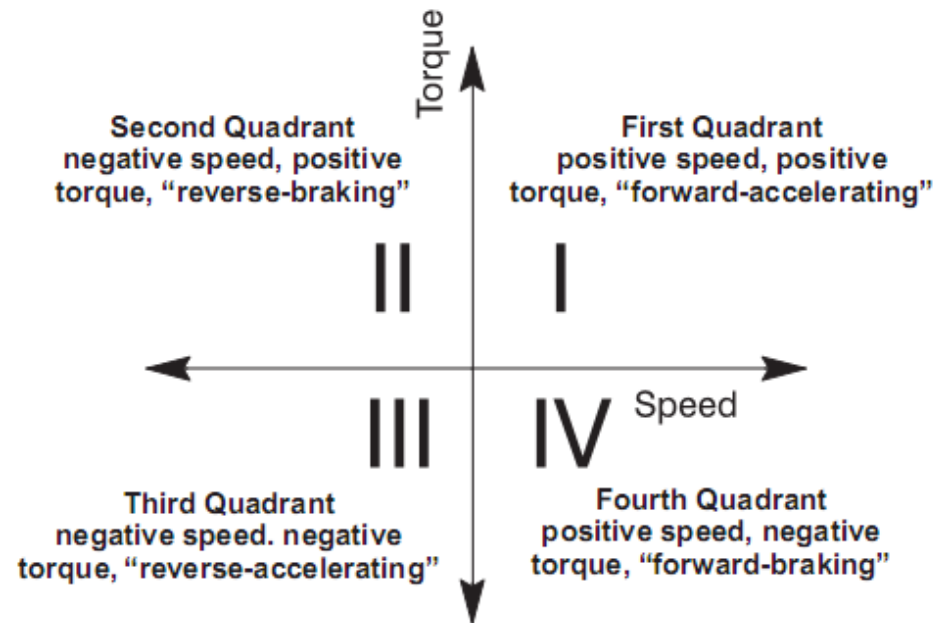 Torque
Second Quadrant
negative speed, positive
torque, “reverse-braking”
First Quadrant
positive speed, positive
torque, “forward-accelerating”
II
I
III
IV
Speed
Third Quadrant
negative speed. negative
torque, “reverse-accelerating”
Fourth Quadrant
positive speed, negative
torque, “forward-braking”